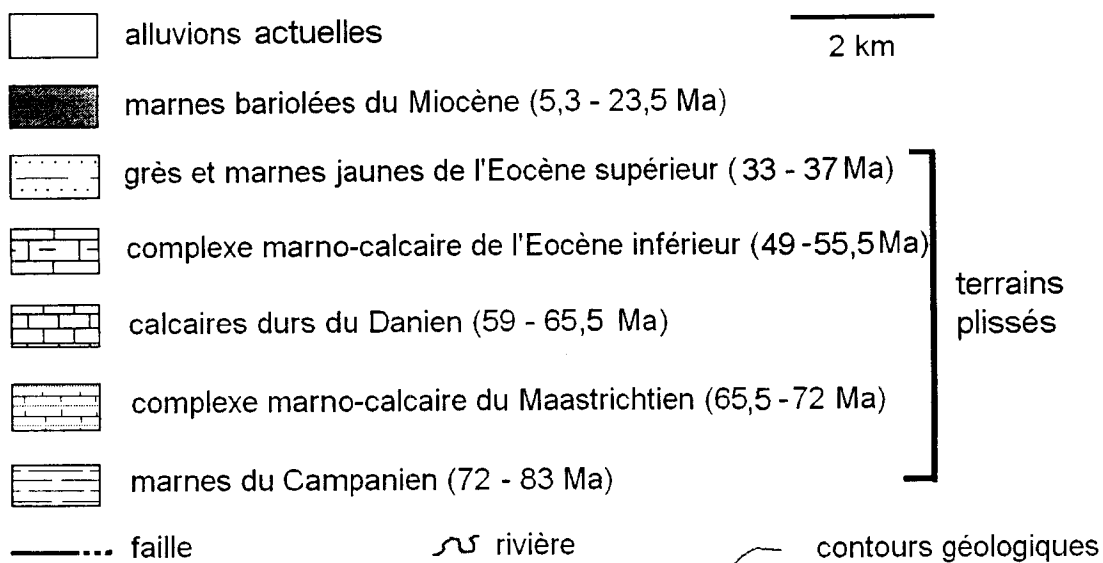 alluvions actuelles
2 km
marnes bariolées du Miocène (5,3 - 23,5 Ma)
grès et marnes jaunes de l'Eocène supérieur (33 - 37 Ma)
complexe marno-calcaire de l'Eocène inférieur (49 -55,5 Ma)
terrains
plissés
calcaires durs du Danien (59 - 65,5 Ma)
complexe marno-calcaire du Maastrichtien (65,5 -72 Ma)
marnes du Campanien (72 - 83 Ma)
faille
rivière
contours géologiques